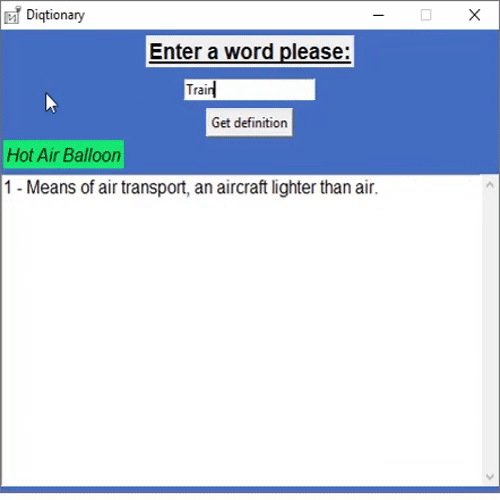 Diqtionary
Enter a word please:
Train
Get definition
Hot Air Balloon
1 - Means of air transport, an aircraft lighter than air.